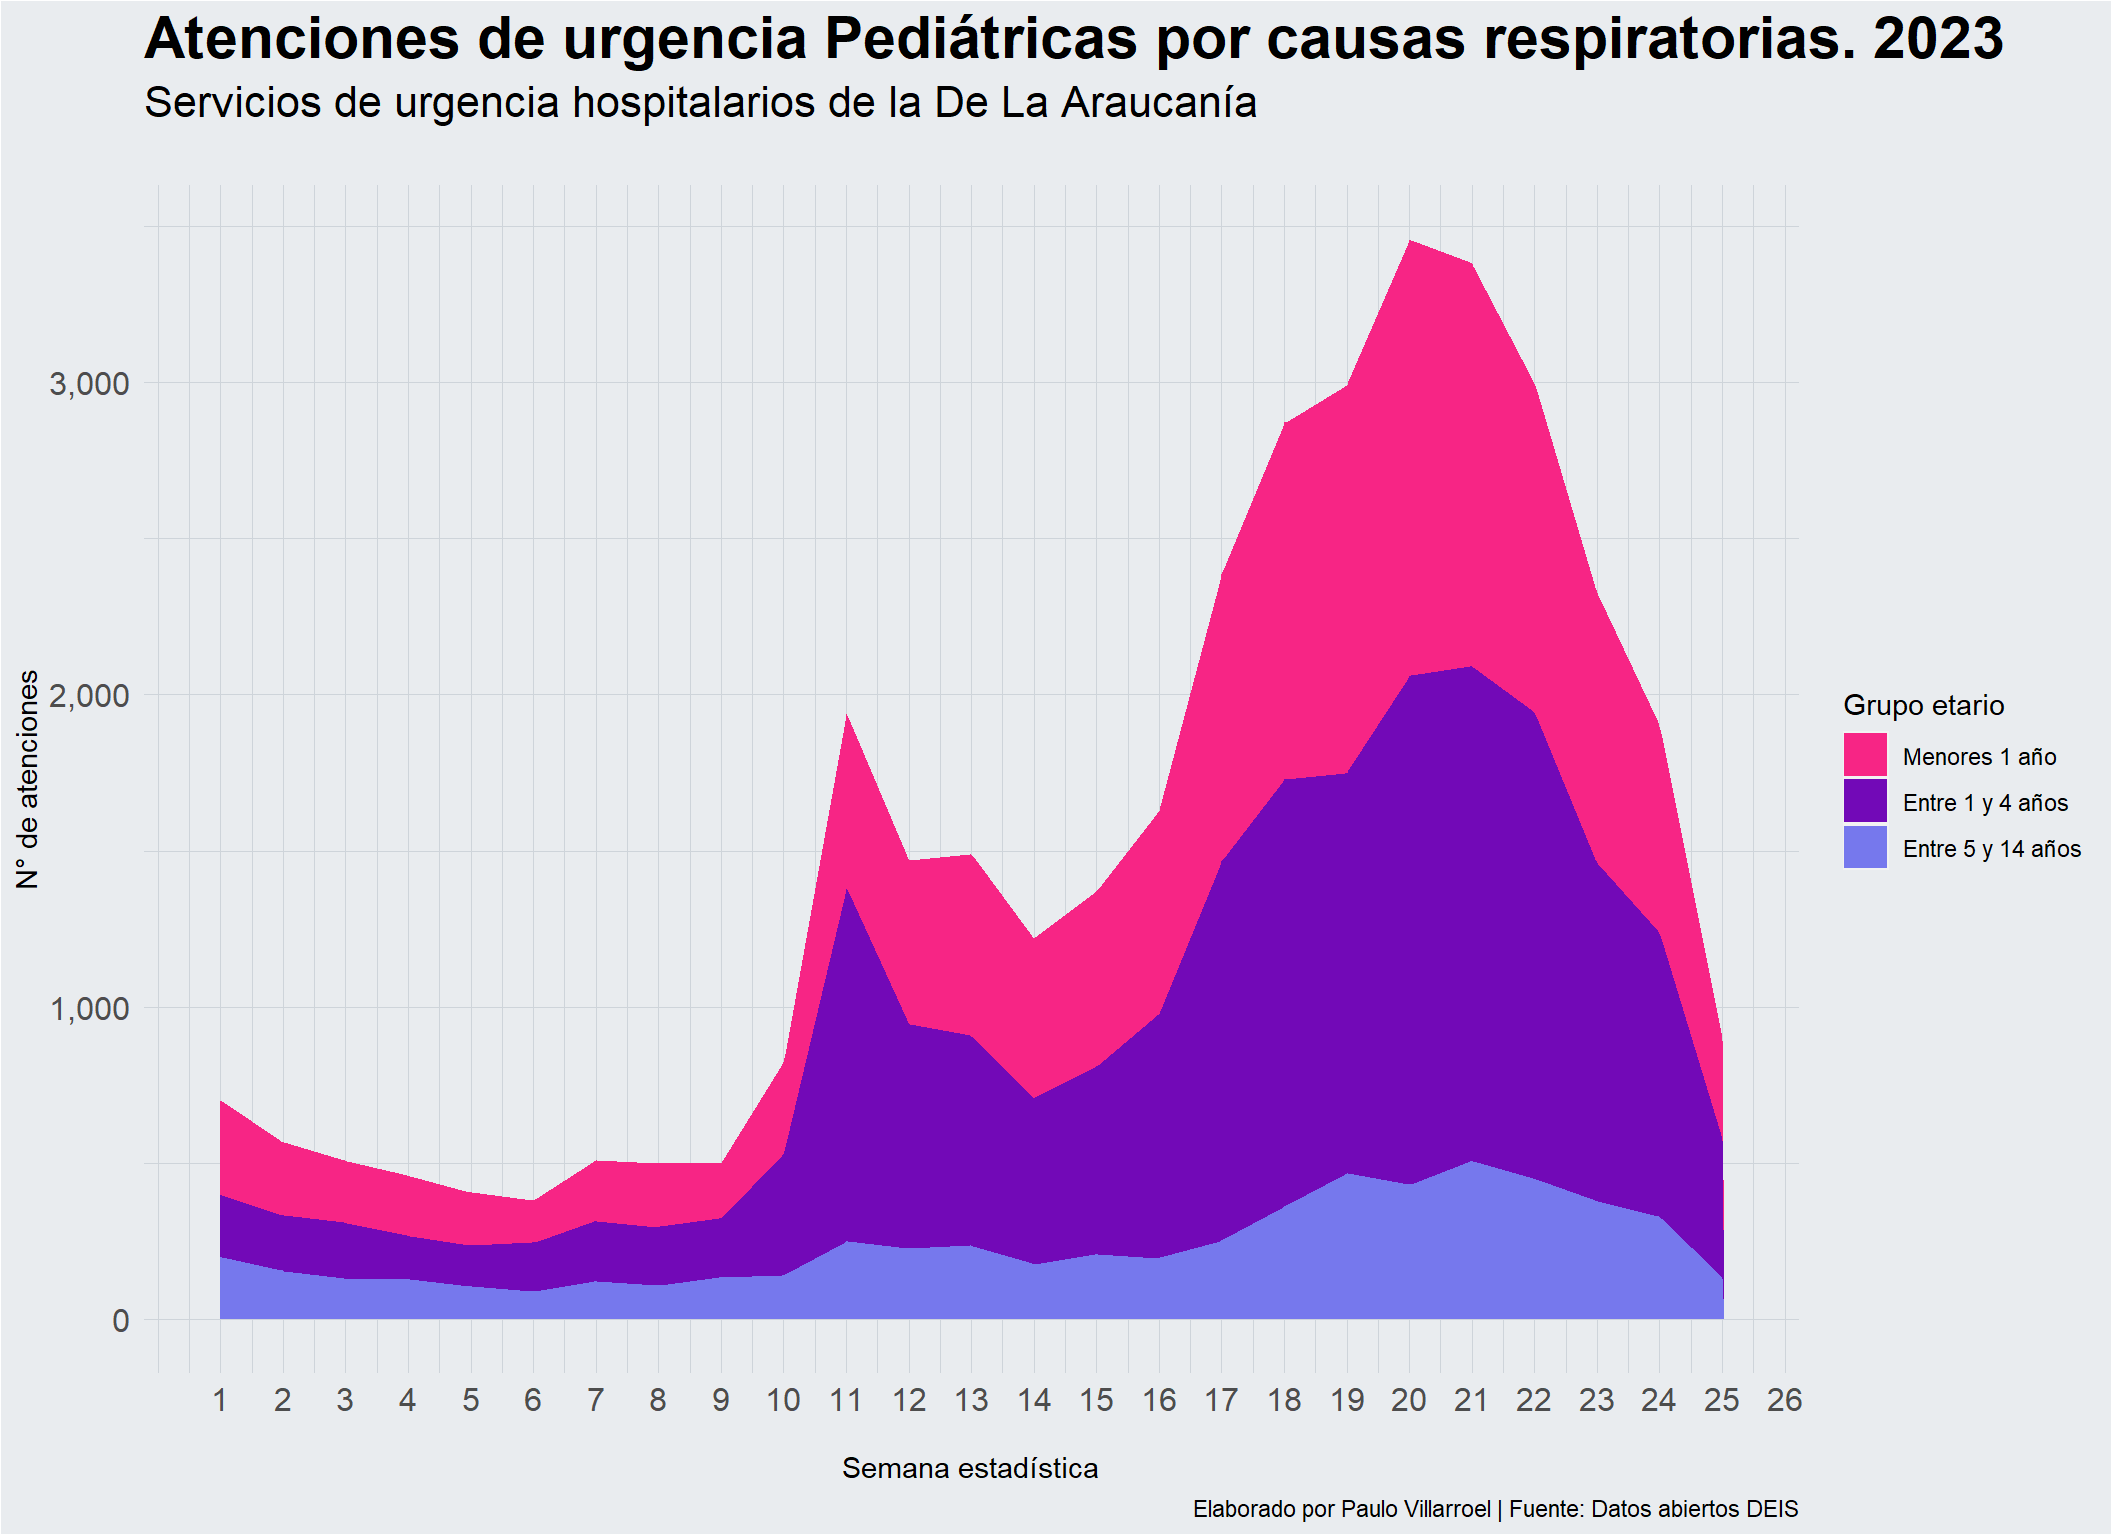 Atenciones de urgencia Pediátricas por causas respiratorias. 2023
Servicios de urgencia hospitalarios de la De La Araucanía
N° de atenciones
3,000
2,000
1,000
0
1 2 3 4 5 6 7 8 9 10 11 12 13 14 15 16 17 18 19 20 21 22 23 24 25 26
Semana estadística
Grupo etario
Menores 1 año
Entre 1 y 4 años
Entre 5 y 14 años
Elaborado por Paulo Villarroel | Fuente: Datos abiertos DEIS